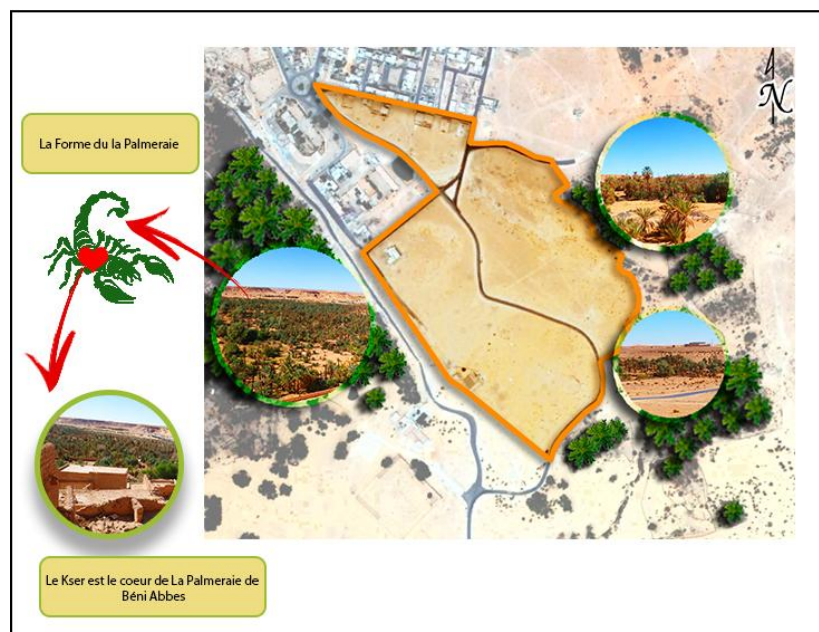 N
La Forme du la Palmeraie
Le Kser est le coeur de La Palmeraie de
Béni Abbes